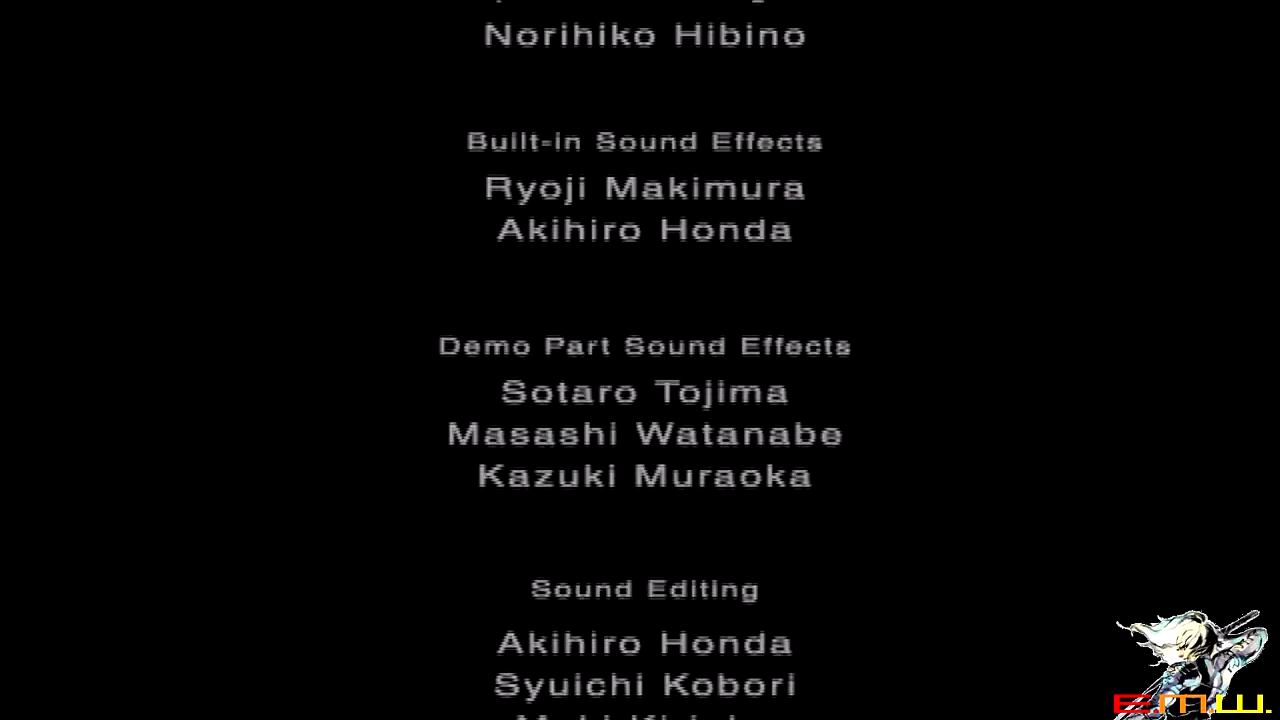 Norihiko Hibino
Built-in Sound Effects
Ryoji Makimura
Akihiro Honda
Demo Part Sound Effects
Sotaro Tojima
Masashi Watanabe
Kazuki Muraoka
Sound Editing
Akihiro Honda
Syuichi Kobori
E.M.W.